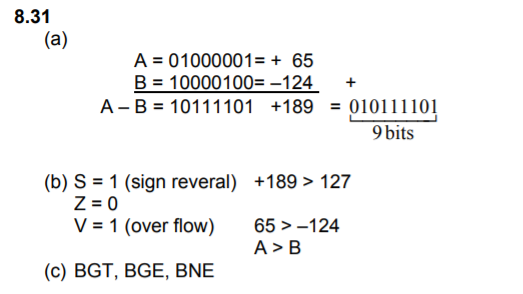 8.31
(a)
A = 01000001= + 65
B = 10000100= –124 +
A – B = 10111101 +189 = 010111101
9 bits
(b) S = 1 (sign reveral) +189 > 127
Z = 0
V = 1 (over flow) 65 > –124
A > B
(c) BGT, BGE, BNE